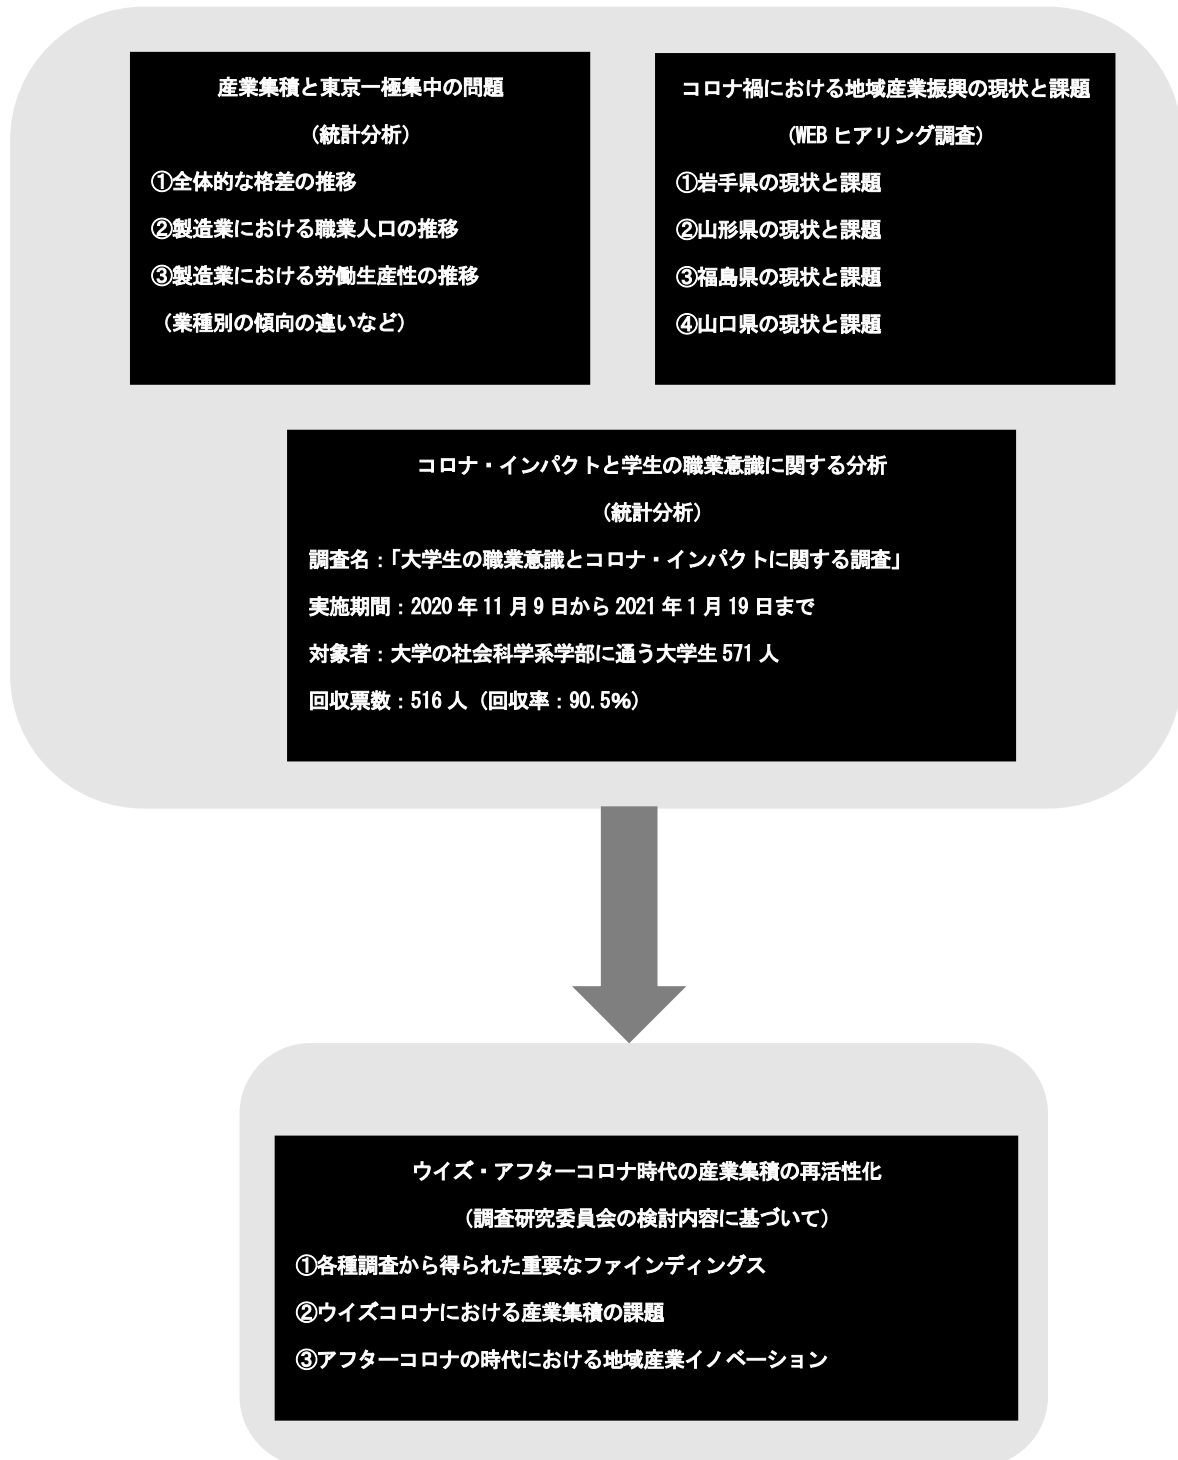 産業集積と東京一極集中の問題
（統計分析）
①全体的な格差の推移
②製造業における職業人口の推移
③製造業における労働生産性の推移
（業種別の傾向の違いなど）
コロナ禍における地域産業振興の現状と課題
（WEB ヒアリング調査）
①岩手県の現状と課題
②山形県の現状と課題
③福島県の現状と課題
④山口県の現状と課題
コロナ・インパクトと学生の職業意識に関する分析
（統計分析）
調査名：「大学生の職業意識とコロナ・インパクトに関する調査」
実施期間：2020 年 11 月 9 日から 2021 年 1 月 19 日まで
対象者：大学の社会科学系学部に通う大学生 571 人
回収票数：516 人（回収率：90.5％）
ウイズ・アフターコロナ時代の産業集積の再活性化
（調査研究委員会の検討内容に基づいて）
①各種調査から得られた重要なファインディングス
②ウイズコロナにおける産業集積の課題
③アフターコロナの時代における地域産業イノベーション